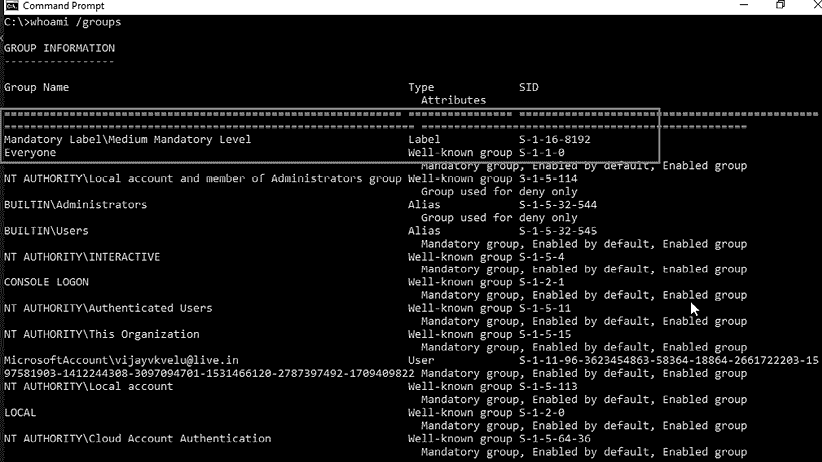 Command Prompt
C:\>whoami /groups
GROUP INFORMATION
-----------------
Group Name Type SID
Attributes
Mandatory Label\Medium Mandatory Level Label S-1-16-8192
Everyone Well-known group S-1-1-0
Mandatory group, Enabled by default, Enabled group
NT AUTHORITY\Local account and member of Administrators group Well-known group S-1-5-114
Group used for deny only
BUILTIN\Administrators Alias S-1-5-32-544
Group used for deny only
BUILTIN\Users Alias S-1-5-32-545
Mandatory group, Enabled by default, Enabled group
NT AUTHORITY\INTERACTIVE Well-known group S-1-5-4
Mandatory group, Enabled by default, Enabled group
CONSOLE LOGON Well-known group S-1-2-1
Mandatory group, Enabled by default, Enabled group
NT AUTHORITY\Authenticated Users Well-known group S-1-5-11
Mandatory group, Enabled by default, Enabled group
NT AUTHORITY\This Organization Well-known group S-1-5-15
Mandatory group, Enabled by default, Enabled group
MicrosoftAccount\vijayvkvelu@live.in User S-1-11-96-3623454863-58364-18864-2661722203-15
97581903-1412244308-3097094701-1531466120-2787397492-1709409822 Mandatory group, Enabled by default, Enabled group
NT AUTHORITY\Local account Well-known group S-1-5-113
Mandatory group, Enabled by default, Enabled group
LOCAL Well-known group S-1-2-0
Mandatory group, Enabled by default, Enabled group
NT AUTHORITY\Cloud Account Authentication Well-known group S-1-5-64-36
Mandatory group, Enabled by default, Enabled group